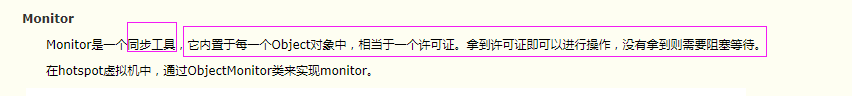 Monitor
Monitor是一个同步工具，它内置于每一个Object对象中，相当于一个许可证。拿到许可证即可以进行操作，没有拿到则需要阻塞等待。
在hotspot虚拟机中，通过ObjectMonitor类来实现monitor。